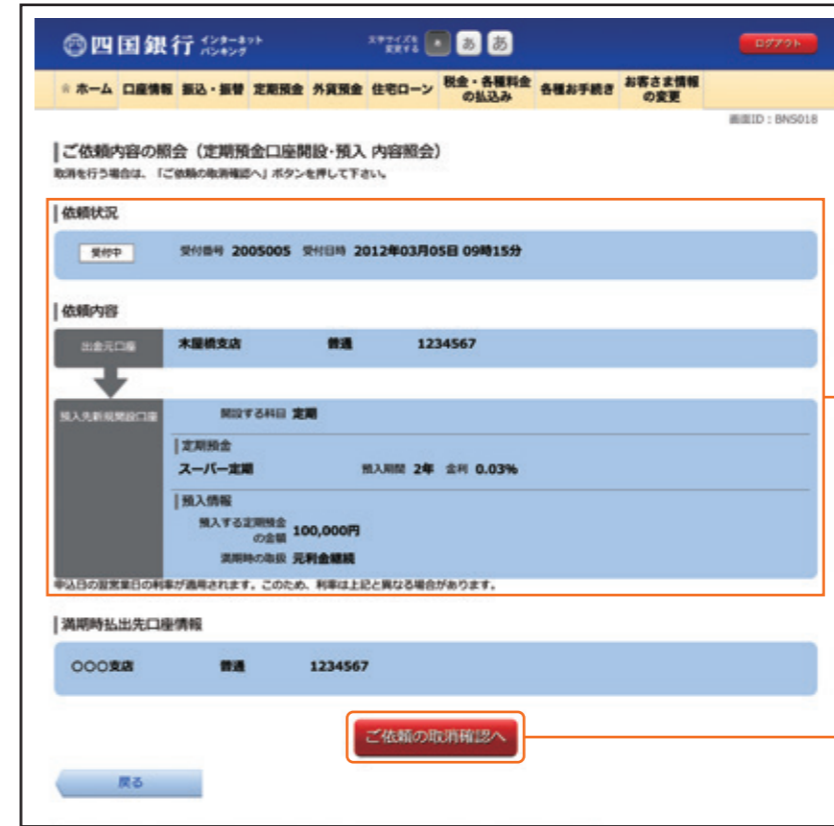 四国銀行 インターネットバンキング 文字サイズを変更する あ あ ログアウト
ホーム 口座情報 振込・振替 定期預金 外貨預金 住宅ローン 税金・各種料金の払込み 各種お手続き お客さま情報の変更
画面ID:BNS018
ご依頼内容の照会(定期預金口座開設・預入 内容照会)
取消を行う場合は、「ご依頼の取消確認へ」ボタンを押して下さい。
依頼状況
受付中 受付番号 2005005 受付日時 2012年03月05日 09時15分
依頼内容
出金元口座 木屋橋支店 普通 1234567
預入先新規開設口座 開設する科目 定期
定期預金
スーパー定期 預入期間 2年 金利 0.03%
預入情報
預入する定期預金の金額 100,000円
満期時の取扱 元利金継続
申込日の翌営業日の利率が適用されます。このため、利率は上記と異なる場合があります。
満期時払出先口座情報
○○○支店 普通 1234567
ご依頼の取消確認へ
戻る